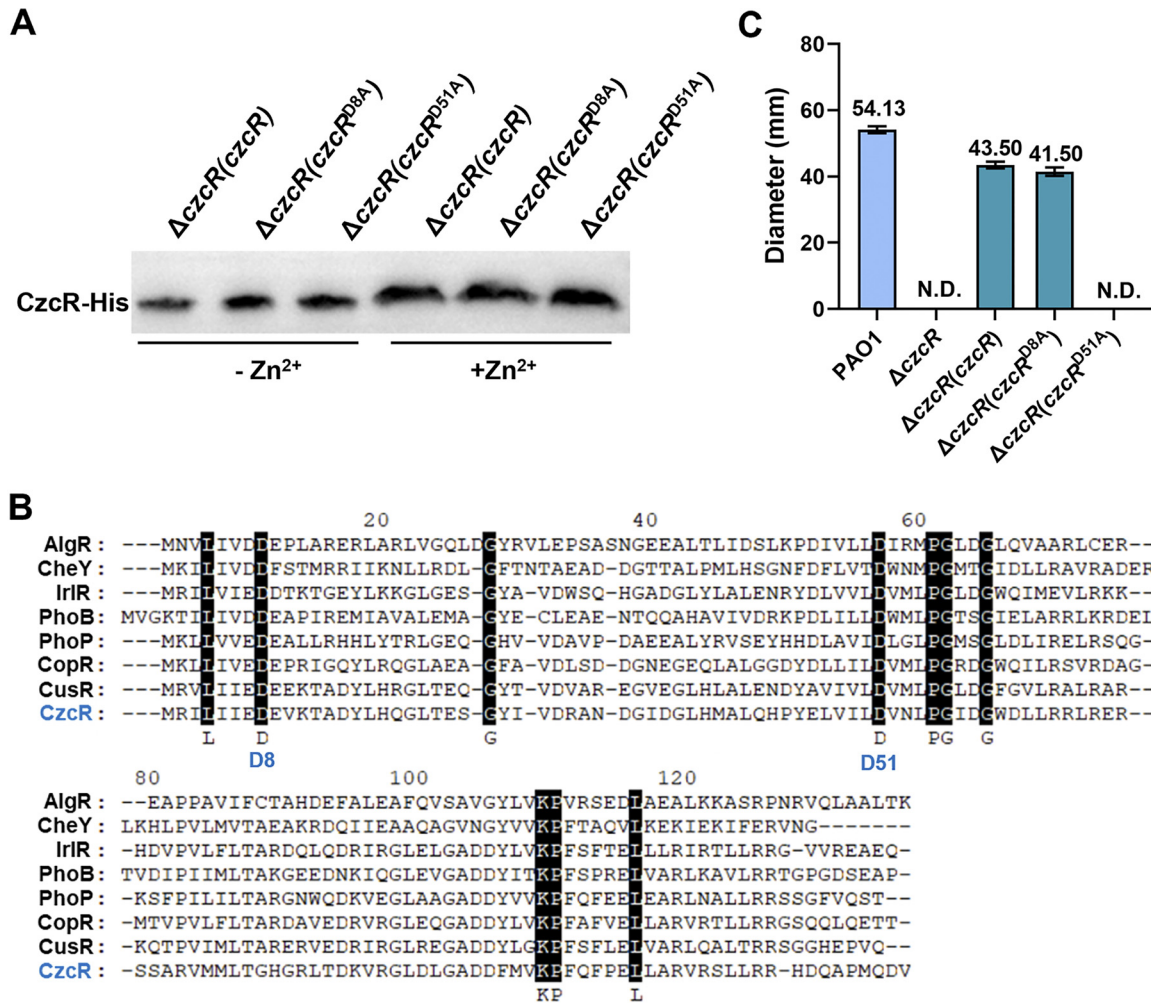 A
ΔczcR(czcR)
ΔczcR(czcR^D8A)
ΔczcR(czcR^D51A)
ΔczcR(czcR)
ΔczcR(czcR^D8A)
ΔczcR(czcR^D51A)
CzcR-His
- Zn²⁺
+Zn²⁺
C
Diameter (mm)
80
60
40
20
0
54.13
N.D.
43.50
41.50
N.D.
PAO1
ΔczcR
ΔczcR(czcR)
ΔczcR(czcR^D8A)
ΔczcR(czcR^D51A)
B
20 40 60
AlgR : ---MNVLIVDDEPLARERLARLVGQLDGYRVLEPSASNGEEALTLIDSLKPDIVLLDIRMPGLDGLQVAARLCER--
CheY : ---MKILIVDDFSTMRRIIKNLLRDL-GFTNTAEAD-DGTTALPMLHSGNFDFLVTDWNMPGMTGIDLLRAVRADER
IrlR : ---MRILVIEDDTKTGEYLKKGLGES-GYA-VDWSQ-HGADGLYLALENRYDLVVLDVMLPGLDGWQIMEVLRKK--
PhoB : MVGKTILIVDDEAPIREMIAVALEMA-GYE-CLEAE-NTQQAHAVIVDRKPDLILLDWMLPGTSGIELARRLKRDEL
PhoP : ---MKLLVVEDEALLRHHLYTRLGEQ-GHV-VDAVP-DAEEALYRVSEYHHDLAVIDLGLPGMSGLDLIRELRSQG-
CopR : ---MKLLIVEDEPRIGQYLRQGLAEA-GFA-VDLSD-DGNEGEQLALGGDYDLLILDVMLPGRDGWQILRSVRDAG-
CusR : ---MRVLIIEDEEKTADYLHRGLTEQ-GYT-VDVAR-EGVEGLHLALENDYAVIVLDVMLPGLDGFGVLRALRAR--
CzcR : ---MRILIIEDEVKTADYLHQGLTES-GYI-VDRAN-DGIDGLHMALQHPYELVILDVNLPGIDGWDLLRRLRER--
L D G D PG G
D8 D51
80 100 120
AlgR : --EAPPAVIFCTAHDEFALEAFQVSAVGYLVKPVRSEDLAEALKKASRPNRVQLAALTK
CheY : LKHLPVLMVTAEAKRDQIIEAAQAGVNGYVVKPFTAQVLKEKIEKIFERVNG-------
IrlR : -HDVPVLFLTARDQLQDRIRGLELGADDYLVKPFSFTELLLRIRTLLRRG-VVREAEQ-
PhoB : TVDIPIIMLTAKGEEDNKIQGLEVGADDYITKPFSPRELVARLKAVLRRTGPGDSEAP-
PhoP : -KSFPILILTARGNWQDKVEGLAAGADDYVVKPFQFEELEARLNALLRRSSGFVQST--
CopR : -MTVPVLFLTARDAVEDRVRGLEQGADDYLVKPFAFVELLARVRTLLRRGSQQLQETT-
CusR : -KQTPVIMLTARERVEDRIRGLREGADDYLGKPFSFLELVARLQALTRRSGGHEPVQ--
CzcR : -SSARVMMLTGHGRLTDKVRGLDLGADDFMVKPFQFPELLARVRSLLRR-HDQAPMQDV
KP L